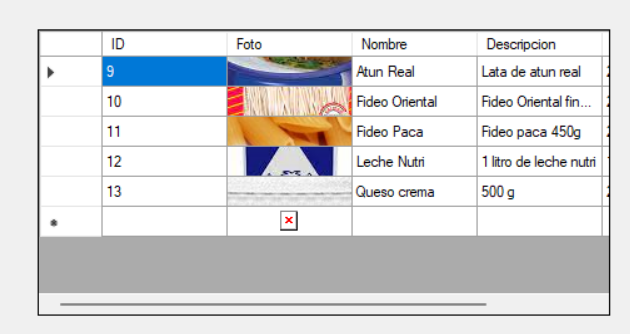 ID Foto Nombre Descripcion
9 Atun Real Lata de atun real
10 Fideo Oriental Fideo Oriental fin...
11 Fideo Paca Fideo paca 450g
12 Leche Nutri 1 litro de leche nutri
13 Queso crema 500 g